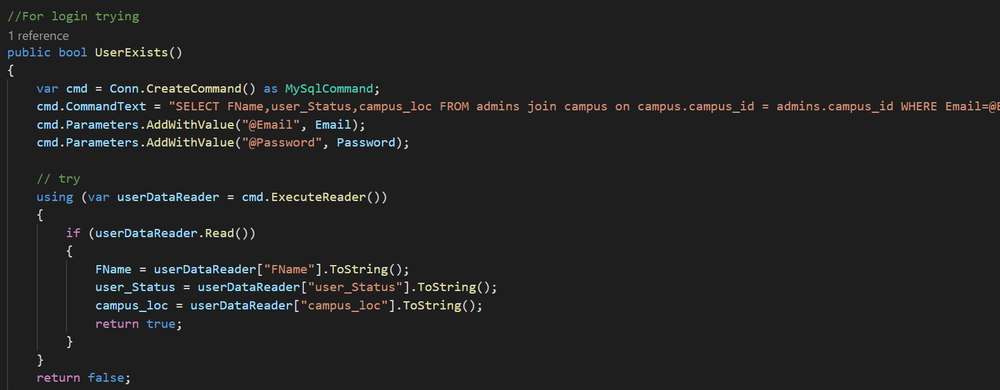 //For login trying
1 reference
public bool UserExists()
{
var cmd = Conn.CreateCommand() as MySqlCommand;
cmd.CommandText = "SELECT FName,user_Status,campus_loc FROM admins join campus on campus.campus_id = admins.campus_id WHERE Email=@E
cmd.Parameters.AddWithValue("@Email", Email);
cmd.Parameters.AddWithValue("@Password", Password);
// try
using (var userDataReader = cmd.ExecuteReader())
{
if (userDataReader.Read())
{
FName = userDataReader["FName"].ToString();
user_Status = userDataReader["user_Status"].ToString();
campus_loc = userDataReader["campus_loc"].ToString();
return true;
}
}
return false;